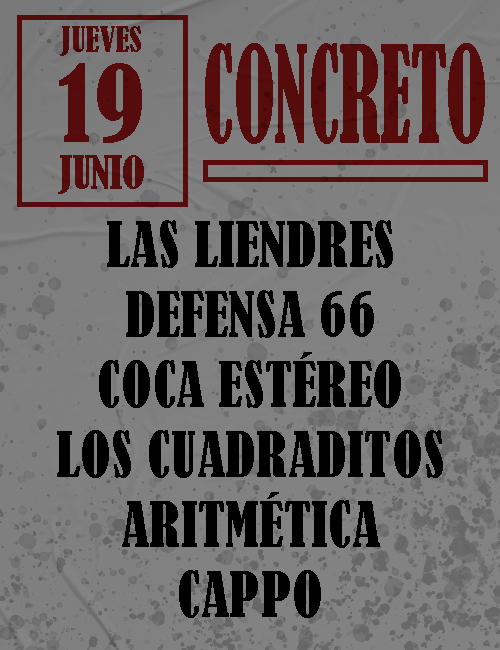 JUEVES
19
JUNIO
CONCRETO
LAS LIENDRES
DEFENSA 66
COCA ESTÉREO
LOS CUADRADITOS
ARITMÉTICA
CAPPO